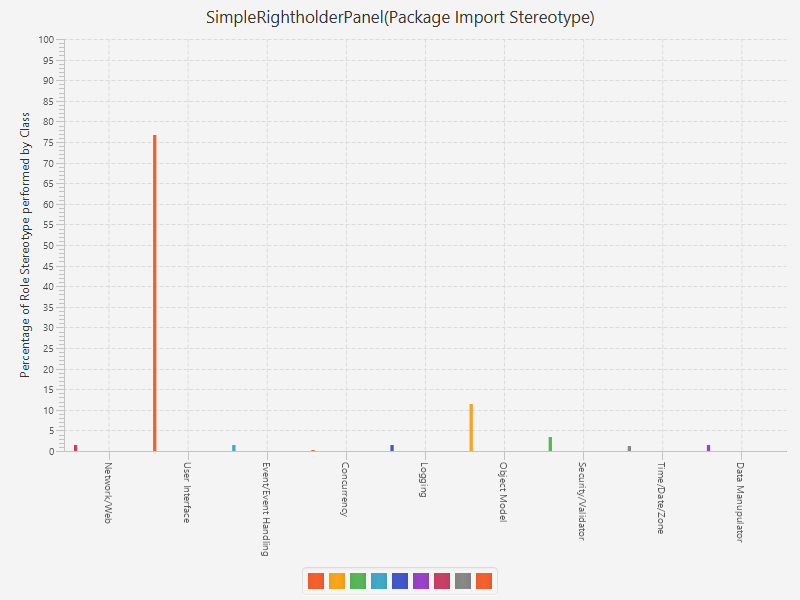 SimpleRightholderPanel(Package Import Stereotype)
Percentage of Role Stereotype performed by Class
100
95
90
85
80
75
70
65
60
55
50
45
40
35
30
25
20
15
10
5
0
Network/Web
User Interface
Event/Event Handling
Concurrency
Logging
Object Model
Security/Validator
Time/Date/Zone
Data Manupulator